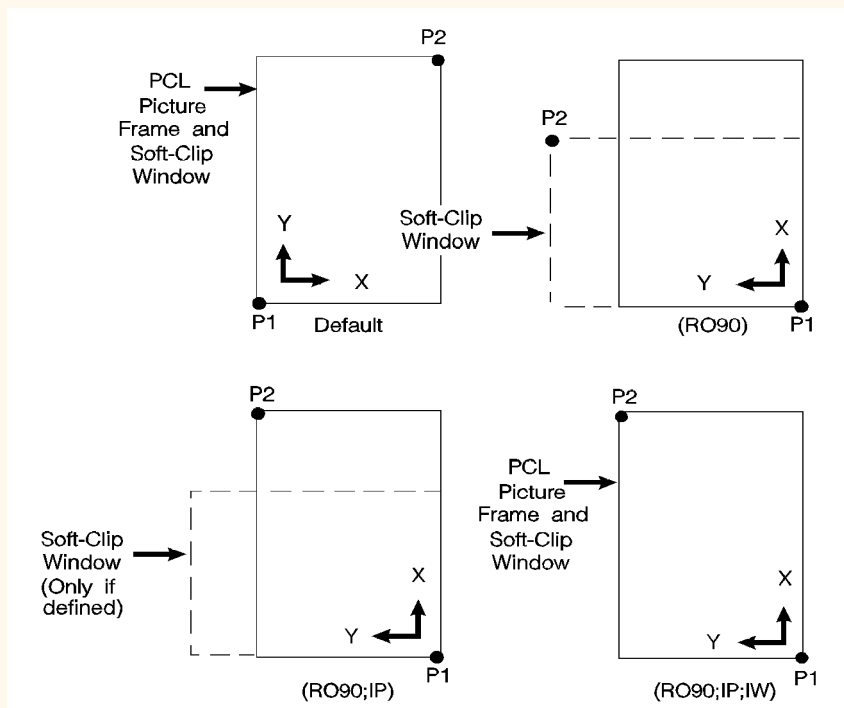 P2
PCL
Picture
Frame and
Soft-Clip
Window
Y
X
P1
Default
P2
Soft-Clip
Window
X
Y
P1
(RO90)
P2
Soft-Clip
Window
(Only if
defined)
X
Y
P1
(RO90;IP)
P2
PCL
Picture
Frame and
Soft-Clip
Window
X
Y
P1
(RO90;IP;IW)